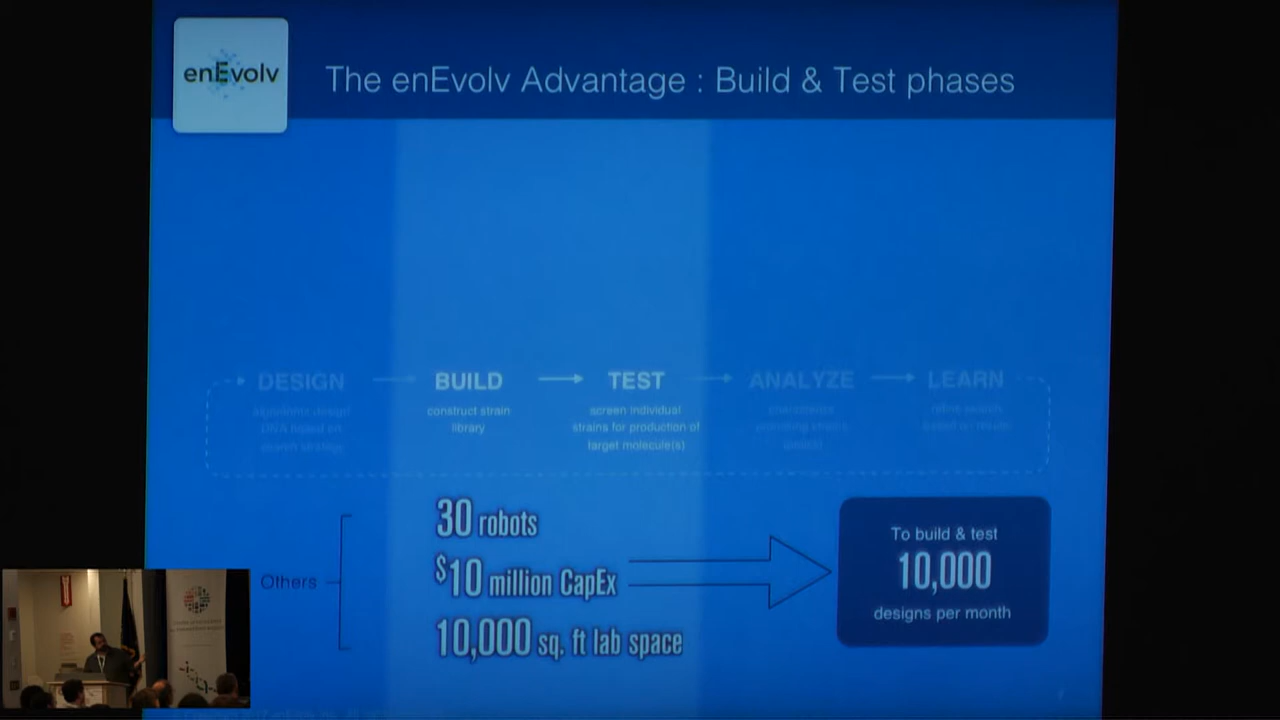 enEvolv
The enEvolv Advantage : Build & Test phases
DESIGN
BUILD
TEST
ANALYZE
LEARN
construct strain
library
screen individual
strains for production of
target molecule(s)
Others
30 robots
$10 million CapEx
10,000 sq. ft lab space
To build & test
10,000
designs per month